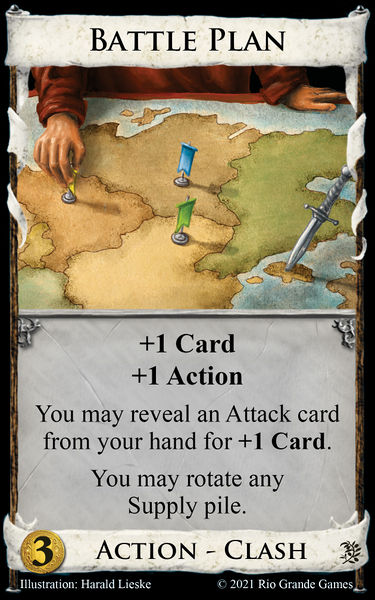 BATTLE PLAN
+1 Card
+1 Action
You may reveal an Attack card
from your hand for +1 Card.
You may rotate any
Supply pile.
3
ACTION - CLASH
Illustration: Harald Lieske
© 2021 Rio Grande Games